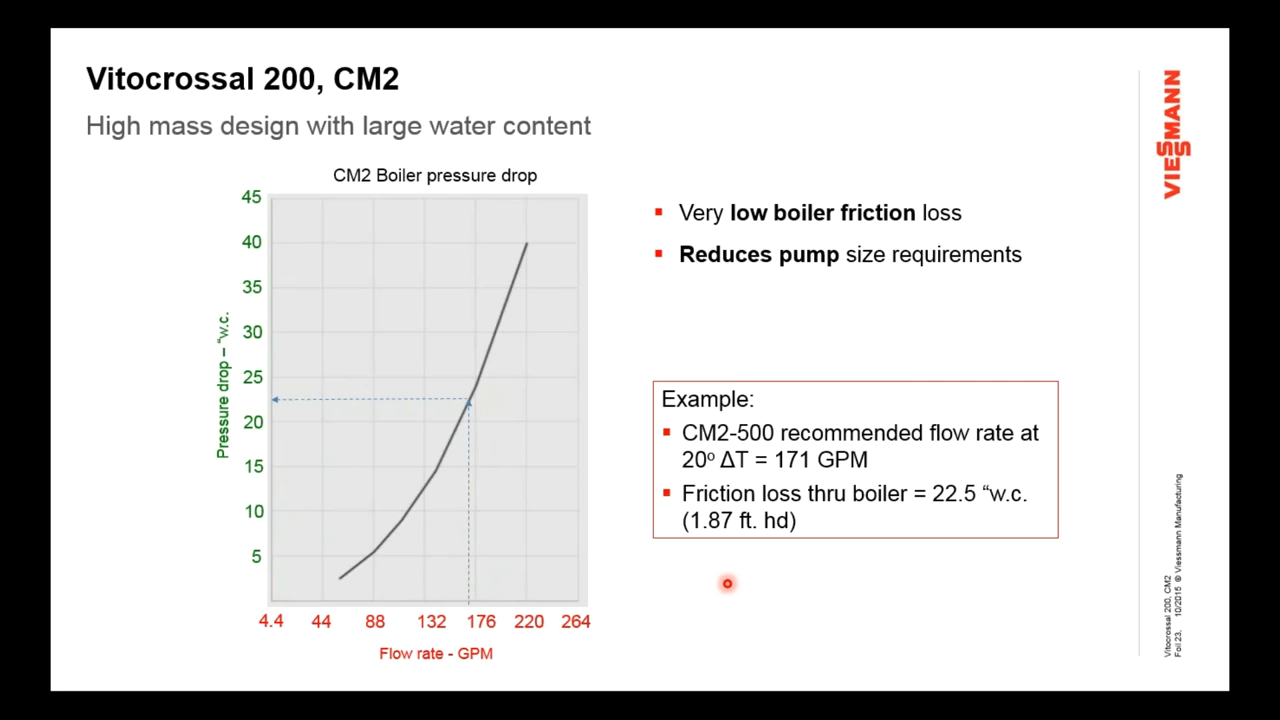 Vitocrossal 200, CM2
High mass design with large water content
CM2 Boiler pressure drop
45
40
35
30
25
20
15
10
5
Pressure drop – “w.c.
4.4 44 88 132 176 220 264
Flow rate - GPM
▪ Very low boiler friction loss
▪ Reduces pump size requirements
Example:
▪ CM2-500 recommended flow rate at
20º ΔT = 171 GPM
▪ Friction loss thru boiler = 22.5 “w.c.
(1.87 ft. hd)
VIESSMANN
Vitocrossal 200, CM2
Foil 23. 10/2015 © Viessmann Manufacturing